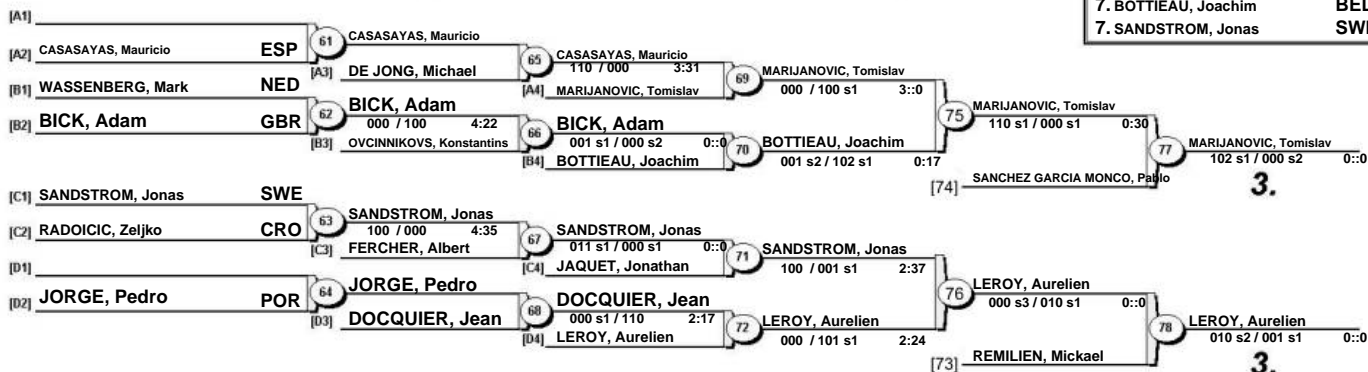 7. BOTTIEAU, Joachim BEL
7. SANDSTROM, Jonas SWE
[A1]
[A2] CASASAYAS, Mauricio ESP
61 CASASAYAS, Mauricio
[A3] DE JONG, Michael
65 CASASAYAS, Mauricio
110 / 000 3:31
[A4] MARIJANOVIC, Tomislav
69 MARIJANOVIC, Tomislav
000 / 100 s1 3::0
[B1] WASSENBERG, Mark NED
[B2] BICK, Adam GBR
62 BICK, Adam
000 / 100 4:22
[B3] OVCINNIKOVS, Konstantins
66 BICK, Adam
001 s1 / 000 s2 0::0
[B4] BOTTIEAU, Joachim
70 BOTTIEAU, Joachim
001 s2 / 102 s1 0:17
75 MARIJANOVIC, Tomislav
110 s1 / 000 s1 0:30
[74] SANCHEZ GARCIA MONCO, Pablo
77 MARIJANOVIC, Tomislav
102 s1 / 000 s2 0::0
3.
[C1] SANDSTROM, Jonas SWE
[C2] RADOICIC, Zeljko CRO
63 SANDSTROM, Jonas
100 / 000 4:35
[C3] FERCHER, Albert
67 SANDSTROM, Jonas
011 s1 / 000 s1 0::0
[C4] JAQUET, Jonathan
71 SANDSTROM, Jonas
100 / 001 s1 2:37
[D1]
[D2] JORGE, Pedro POR
64 JORGE, Pedro
[D3] DOCQUIER, Jean
68 DOCQUIER, Jean
000 s1 / 110 2:17
[D4] LEROY, Aurelien
72 LEROY, Aurelien
000 / 101 s1 2:24
76 LEROY, Aurelien
000 s3 / 010 s1 0::0
[73] REMILIEN, Mickael
78 LEROY, Aurelien
010 s2 / 001 s1 0::0
3.